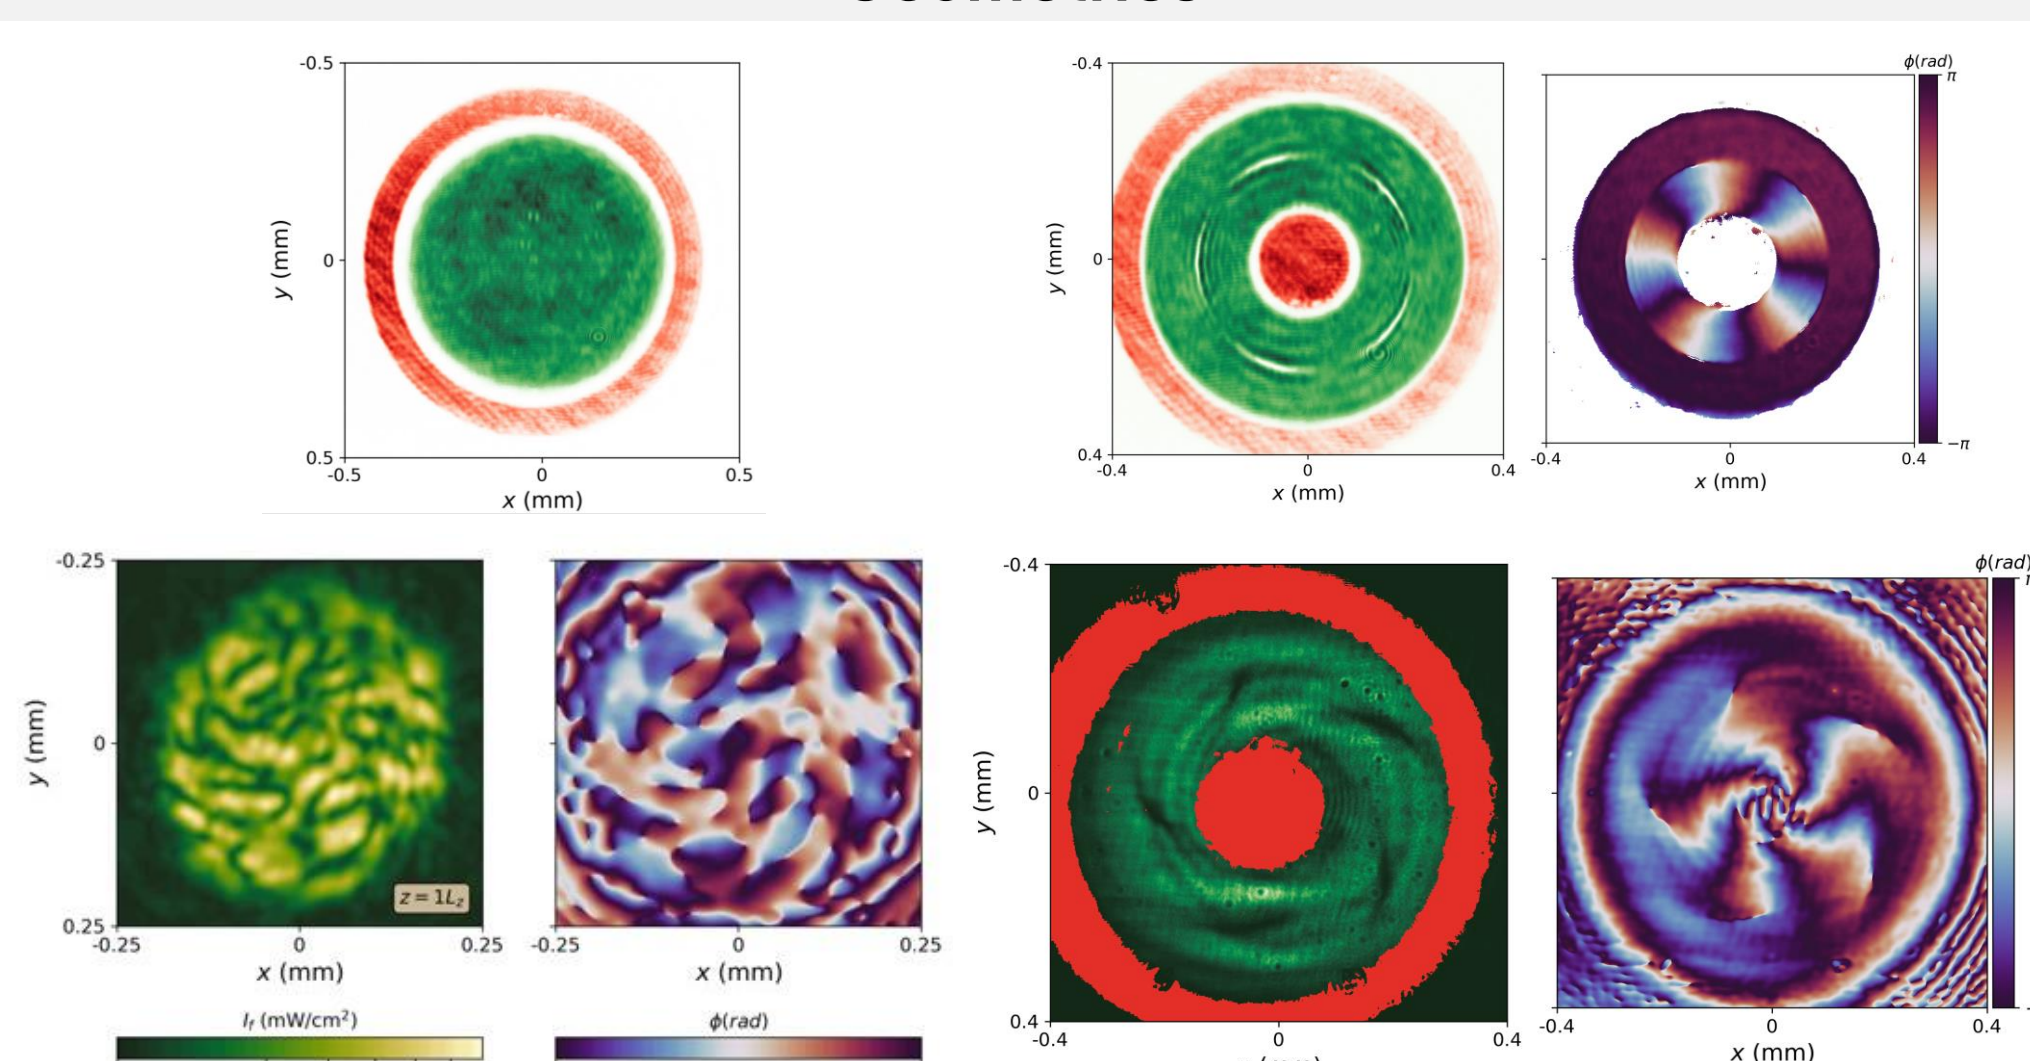 -0.5
y (mm)
0
0.5
-0.5 0 0.5
x (mm)
-0.4
y (mm)
0
0.4
-0.4 0 0.4
x (mm)
ϕ(rad)
π
−π
-0.4 0 0.4
x (mm)
-0.25
y (mm)
0
0.25
-0.25 0 0.25
x (mm)
z = 1L_z
I_f (mW/cm²)
-0.25 0 0.25
x (mm)
ϕ(rad)
-0.4
y (mm)
0
0.4
-0.4 0 0.4
ϕ(rad)
-0.4 0 0.4
x (mm)